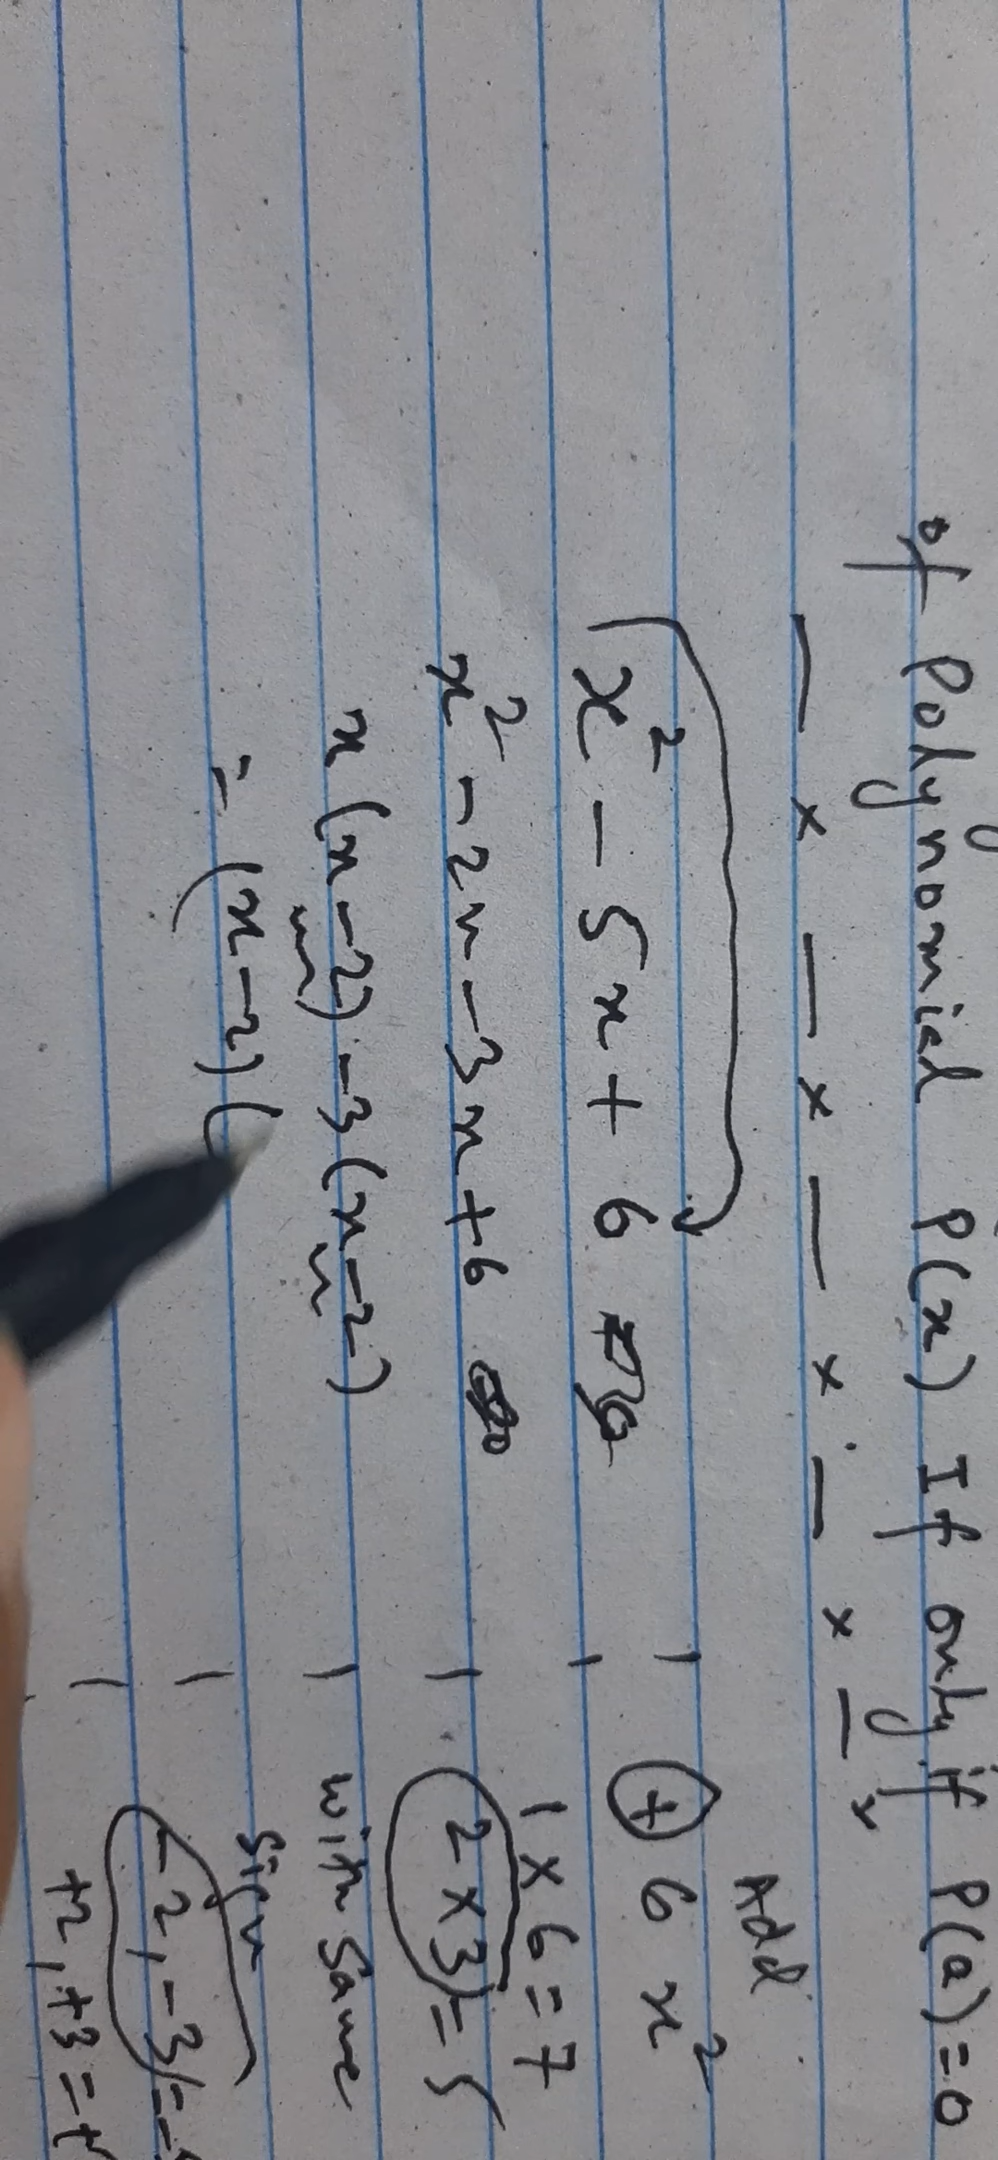 of Polynomial P(x) If only if P(a)=0
— x — x — x — x — x
Add
x² - 5x + 6
+ 6x²
1 x 6 = 7
x² - 2x - 3x + 6
2 x 3 = 5
x (x - 2) - 3 (x - 2)
with same
sign
= (x - 2) (
-2, -3 = -5
+2, +3 = +